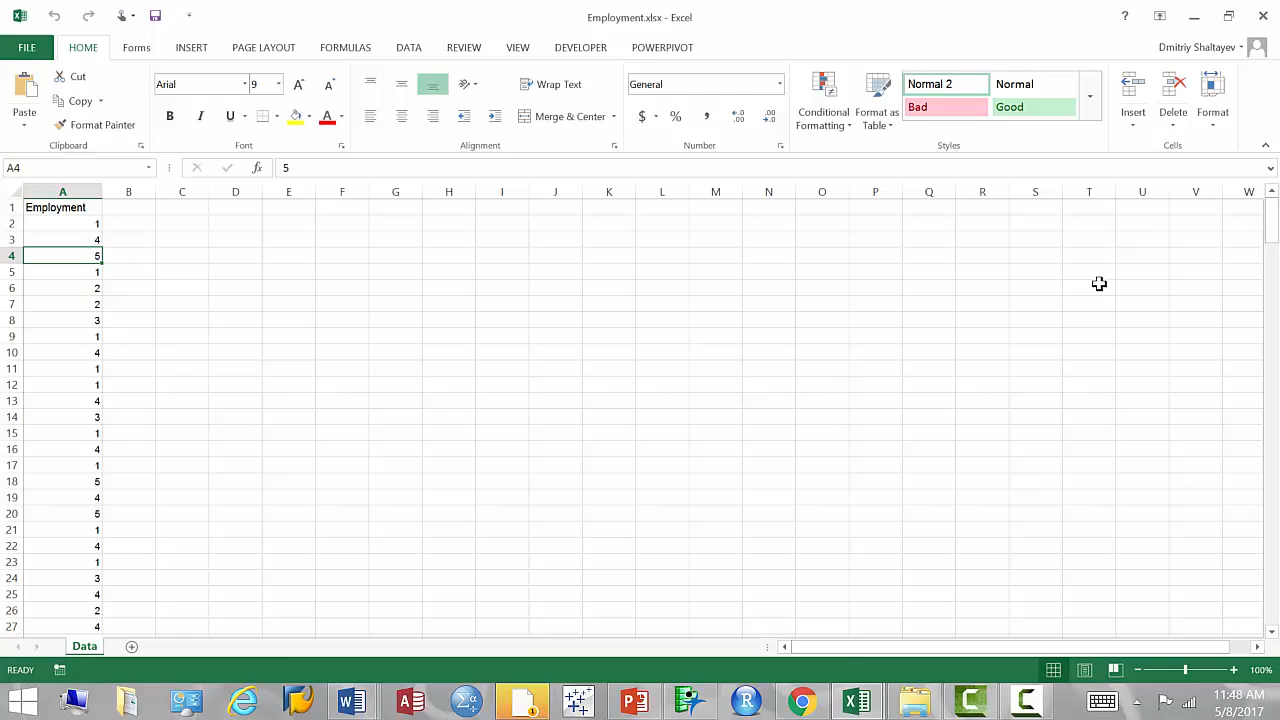 Employment.xlsx - Excel
?
FILE HOME Forms INSERT PAGE LAYOUT FORMULAS DATA REVIEW VIEW DEVELOPER POWERPIVOT Dmitriy Shaltayev
Paste Cut Copy Format Painter
Arial 9
B I U A
Wrap Text
Merge & Center
General
$ %
Conditional Formatting
Format as Table
Normal 2 Normal
Bad Good
Insert Delete Format
Clipboard Font Alignment Number Styles Cells
A4 fx 5
A B C D E F G H I J K L M N O P Q R S T U V W
1 Employment
2 1
3 4
4 5
5 1
6 2
7 2
8 3
9 1
10 4
11 1
12 1
13 4
14 3
15 1
16 4
17 1
18 5
19 4
20 5
21 1
22 4
23 1
24 3
25 4
26 2
27 4
Data
READY 100%
11:48 AM
5/8/2017